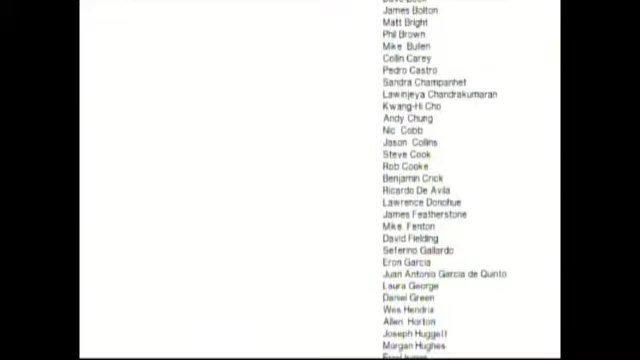 James Bolton
Matt Bright
Phil Brown
Mike Bullen
Colin Carey
Pedro Castro
Sandra Champanhet
Lawinjeya Chandrakumaran
Kwang-Hi Cho
Andy Chung
Nic Cobb
Jason Collins
Steve Cook
Rob Cooke
Benjamin Crick
Ricardo De Avila
Lawrence Donohue
James Featherstone
Mike Fenton
David Fielding
Seferino Gallardo
Eron Garcia
Juan Antonio Garcia de Quinto
Laura George
Daniel Green
Wes Hendrix
Allen Horton
Joseph Huggett
Morgan Hughes